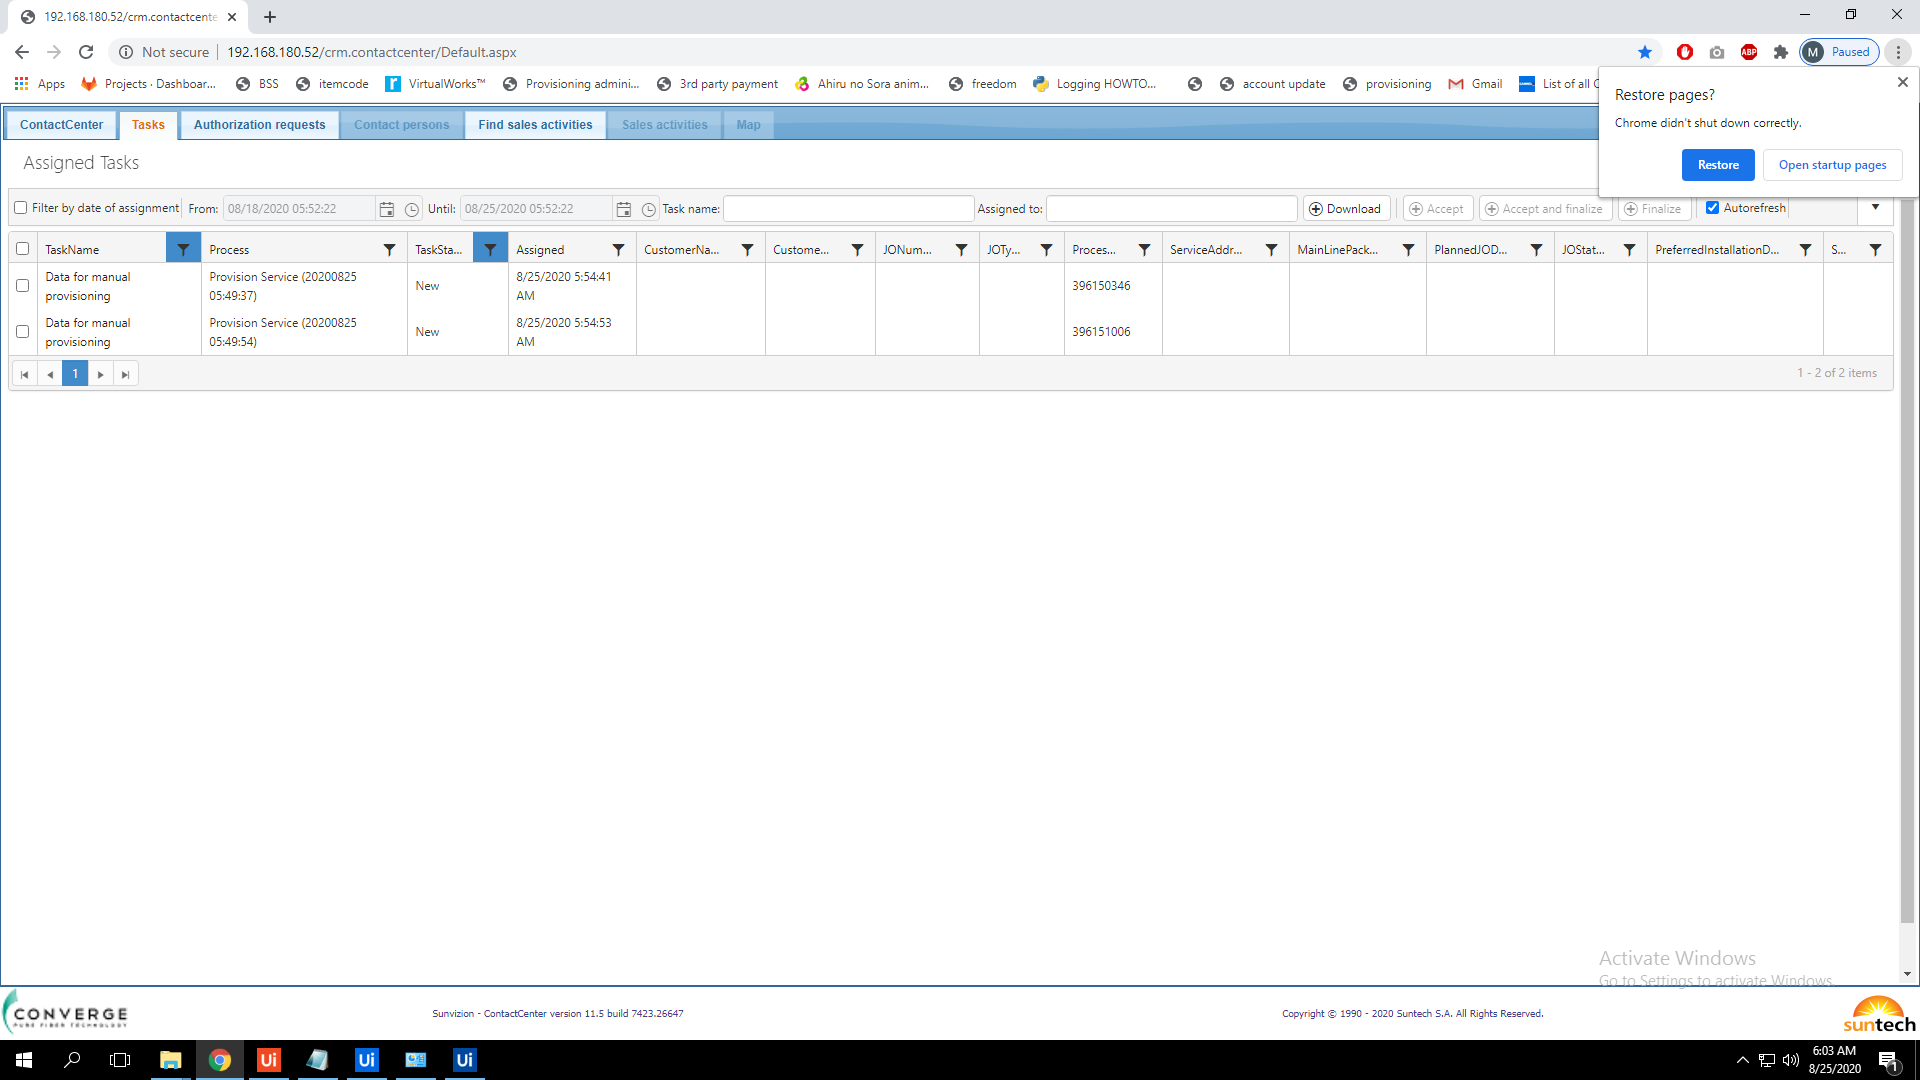 192.168.180.52/crm.contactcente
Not secure 192.168.180.52/crm.contactcenter/Default.aspx
M Paused
Apps Projects · Dashboar... BSS itemcode VirtualWorks™ Provisioning admini... 3rd party payment Ahiru no Sora anim... freedom Logging HOWTO... account update provisioning Gmail List of all
Restore pages?
Chrome didn't shut down correctly.
Restore Open startup pages
ContactCenter Tasks Authorization requests Contact persons Find sales activities Sales activities Map
Assigned Tasks
Filter by date of assignment From: 08/18/2020 05:52:22 Until: 08/25/2020 05:52:22 Task name: Assigned to: Download Accept Accept and finalize Finalize Autorefresh
TaskName Process TaskSta... Assigned CustomerNa... Custome... JONum... JOTy... Proces... ServiceAddr... MainLinePack... PlannedJOD... JOStat... PreferredInstallationD... S...
Data for manual provisioning Provision Service (20200825 05:49:37) New 8/25/2020 5:54:41 AM 396150346
Data for manual provisioning Provision Service (20200825 05:49:54) New 8/25/2020 5:54:53 AM 396151006
1
1 - 2 of 2 items
Activate Windows
Go to Settings to activate Windows.
CONVERGE
PURE FIBER TECHNOLOGY
Sunvizion - ContactCenter version 11.5 build 7423.26647
Copyright © 1990 - 2020 Suntech S.A. All Rights Reserved.
suntech
Ui Ui Ui
6:03 AM
8/25/2020
1